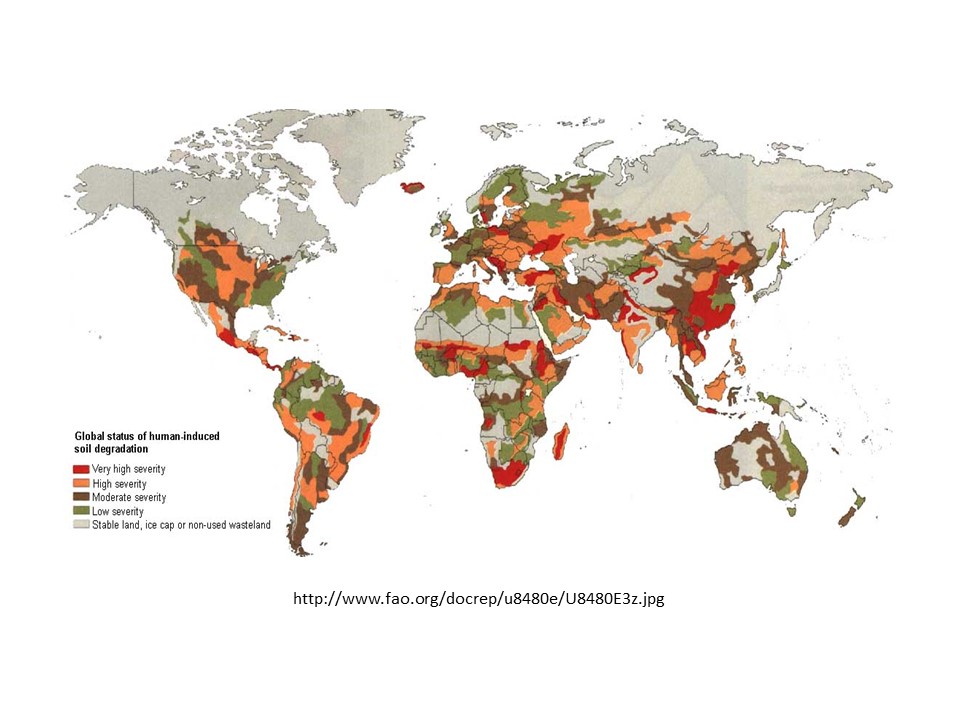 Global status of human-induced
soil degradation
Very high severity
High severity
Moderate severity
Low severity
Stable land, ice cap or non-used wasteland
http://www.fao.org/docrep/u8480e/U8480E3z.jpg